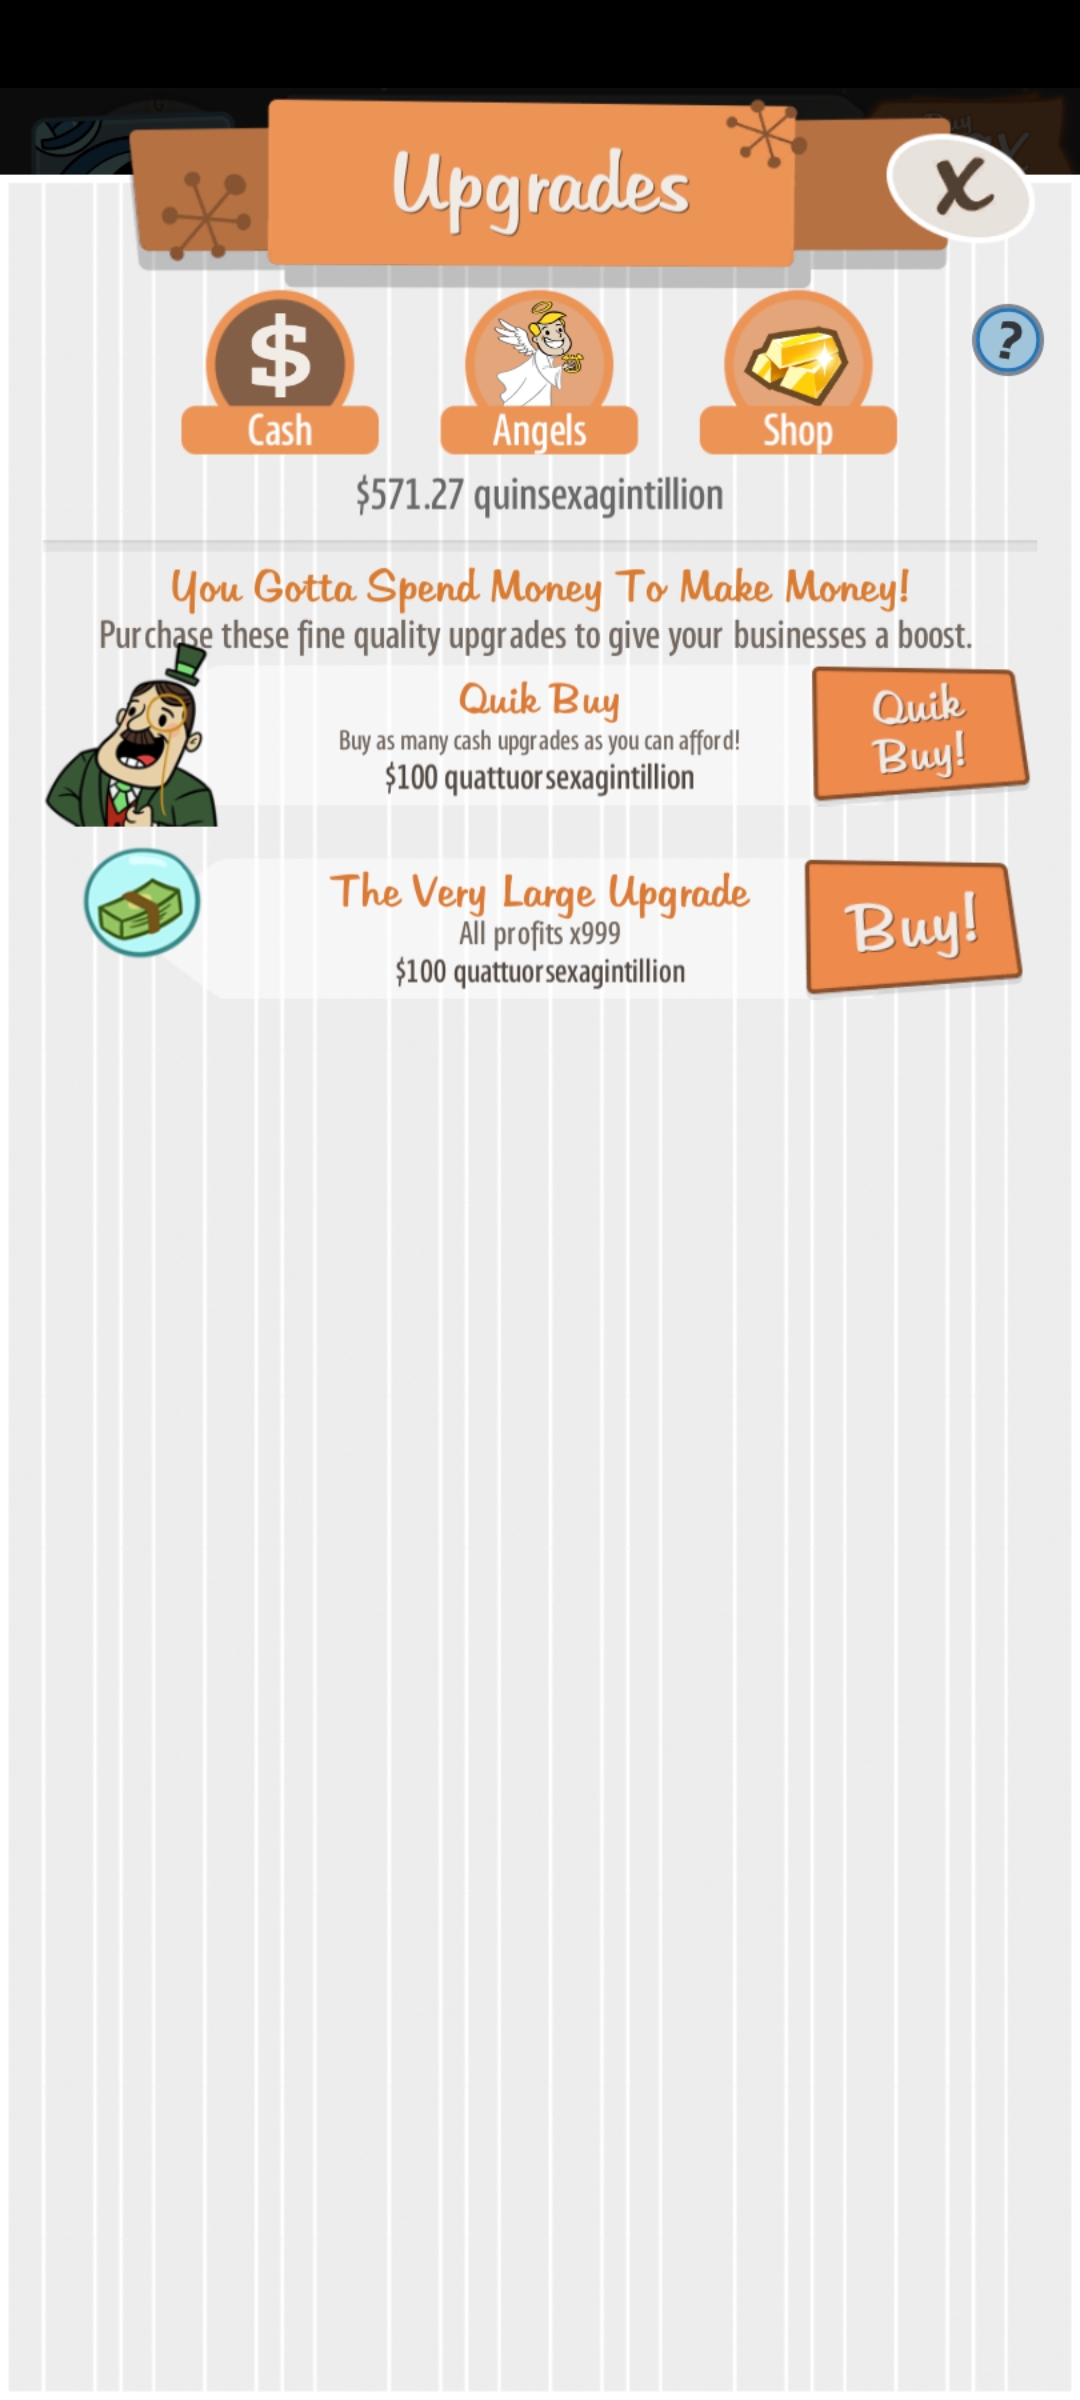 Upgrades
X
$
?
Cash
Angels
Shop
$571.27 quinsexagintillion
You Gotta Spend Money To Make Money!
Purchase these fine quality upgrades to give your businesses a boost.
Quik Buy
Buy as many cash upgrades as you can afford!
$100 quattuorsexagintillion
Quik
Buy!
The Very Large Upgrade
All profits x999
$100 quattuorsexagintillion
Buy!